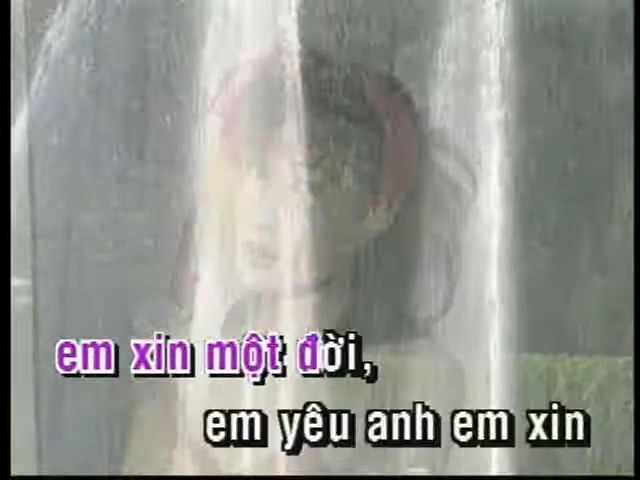 em xin một đời,
em yêu anh em xin